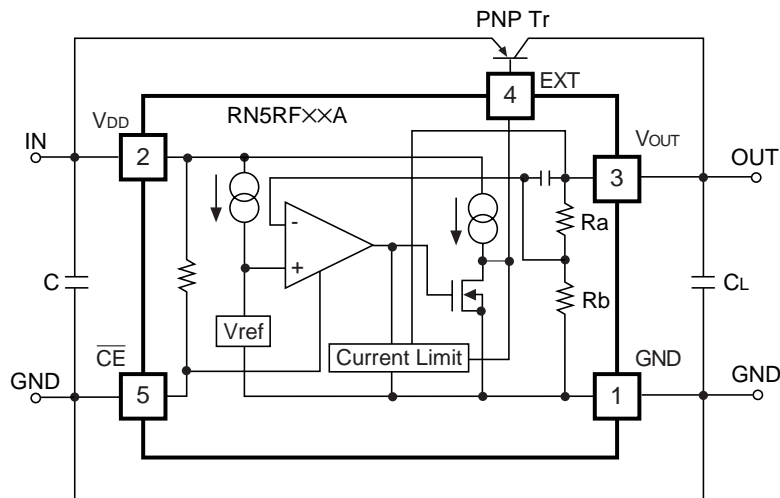 PNP Tr
EXT
4
RN5RF××A
VDD
VOUT
IN
2
3
OUT
-
+
Ra
Rb
C
CL
Vref
Current Limit
C̅E̅
GND
GND
GND
5
1